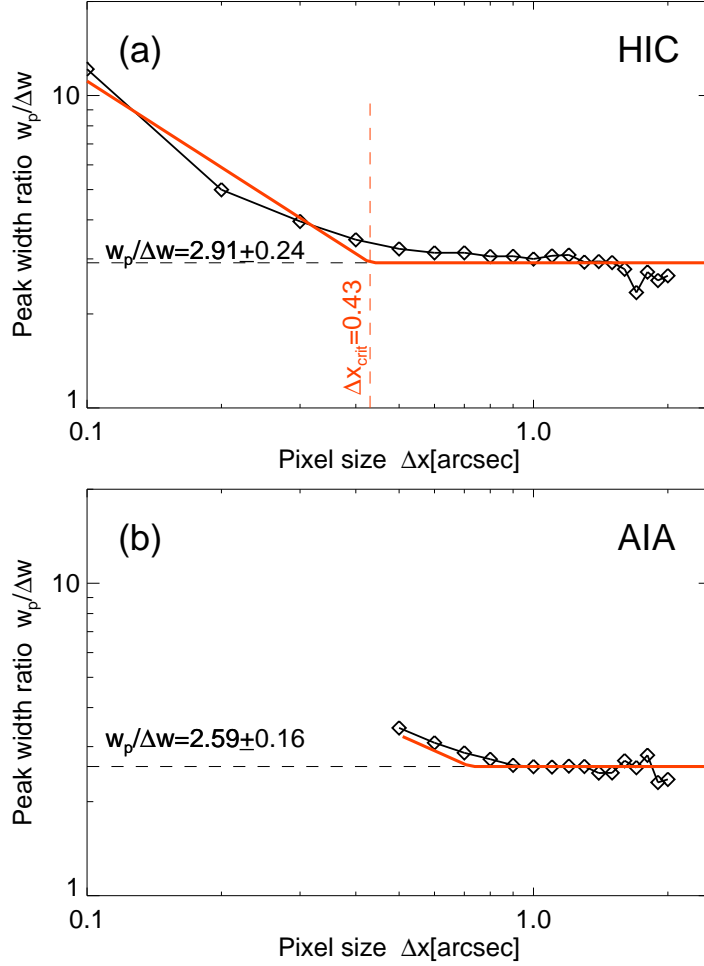 (a)
HIC
10
1
Peak width ratio w_p/Δw
w_p/Δw=2.91±0.24
Δx_crit=0.43
0.1
1.0
Pixel size Δx[arcsec]
(b)
AIA
10
1
Peak width ratio w_p/Δw
w_p/Δw=2.59±0.16
0.1
1.0
Pixel size Δx[arcsec]